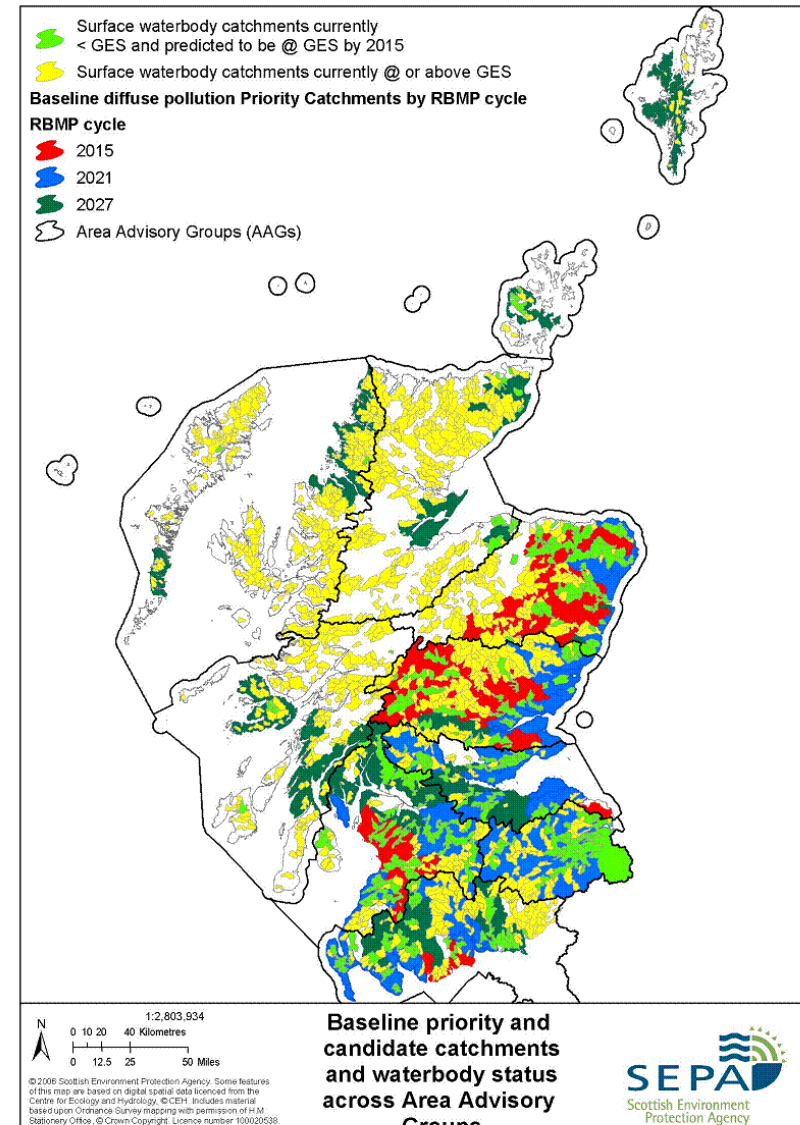 Surface waterbody catchments currently
< GES and predicted to be @ GES by 2015
Surface waterbody catchments currently @ or above GES
Baseline diffuse pollution Priority Catchments by RBMP cycle
RBMP cycle
2015
2021
2027
Area Advisory Groups (AAGs)
N
1:2,803,934
0 10 20 40 Kilometres
0 12.5 25 50 Miles
© 2006 Scottish Environment Protection Agency. Some features
of this map are based on digital spatial data licenced from the
Centre for Ecology and Hydrology, © CEH. Includes material
based upon Ordnance Survey mapping with permission of H.M.
Stationery Office, © Crown Copyright. Licence number 100020538.
Baseline priority and
candidate catchments
and waterbody status
across Area Advisory
Groups
SEPA
Scottish Environment
Protection Agency